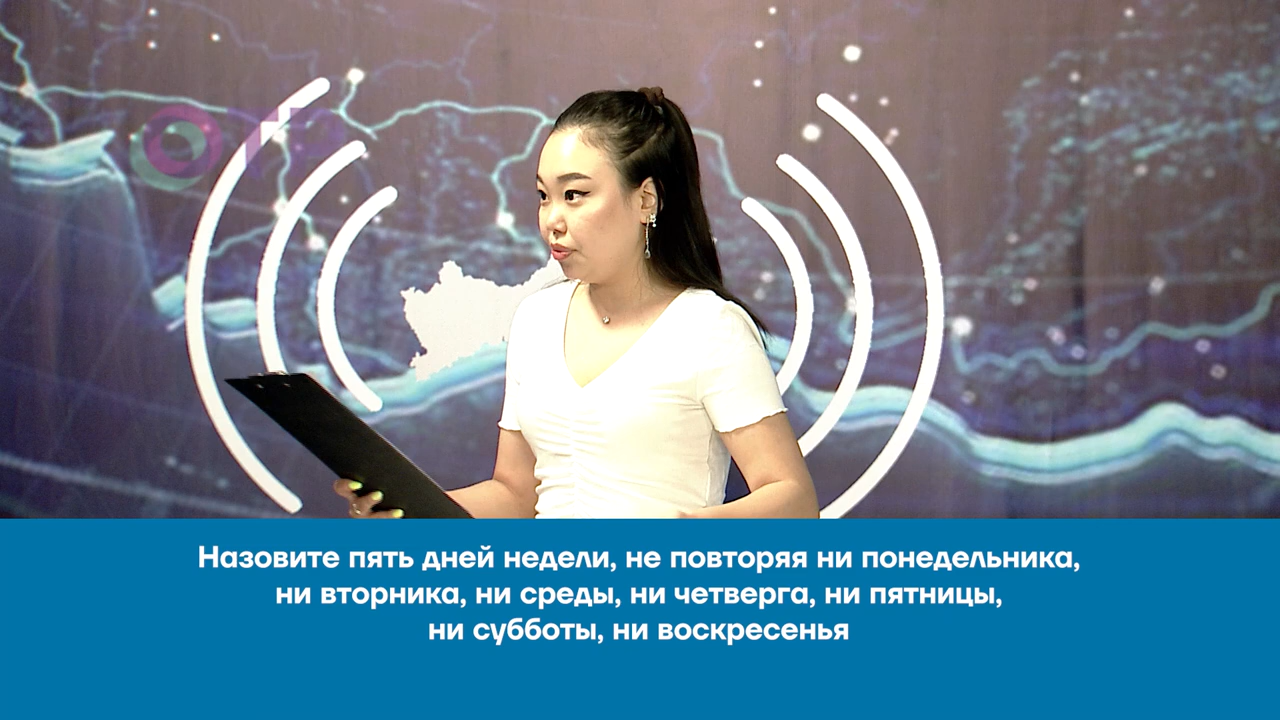 Назовите пять дней недели, не повторяя ни понедельника,
ни вторника, ни среды, ни четверга, ни пятницы,
ни субботы, ни воскресенья